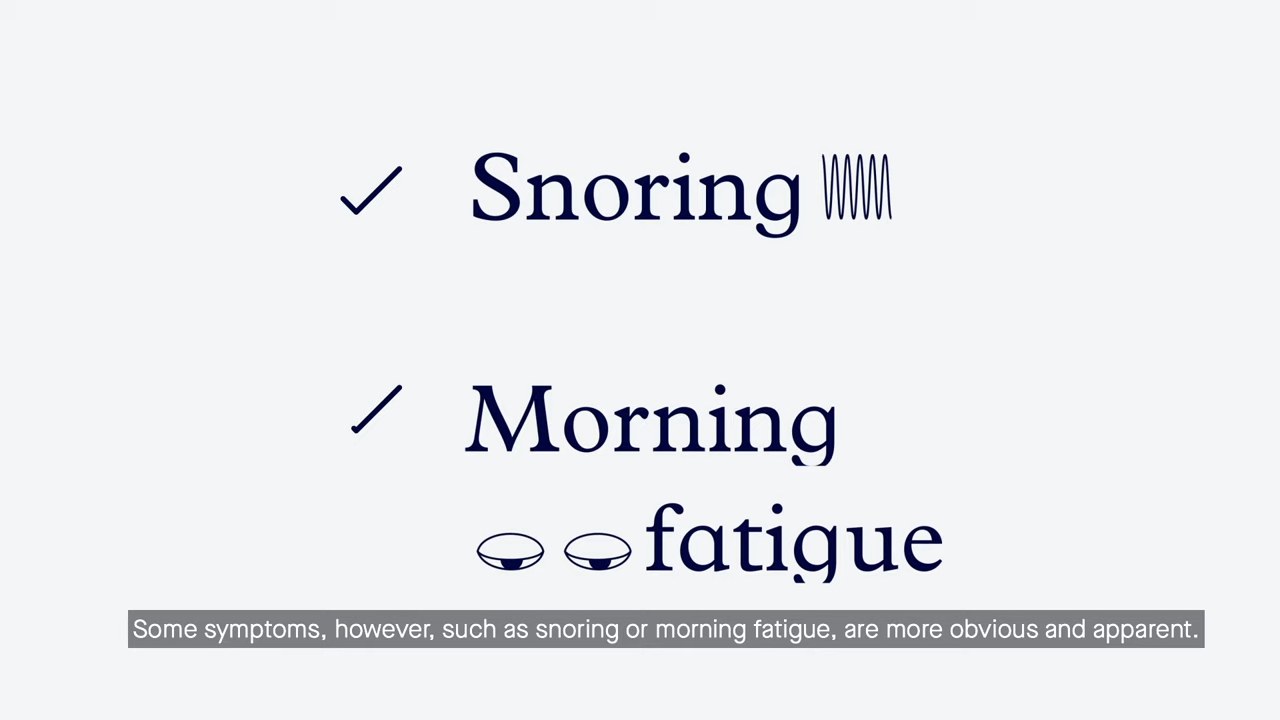 Snoring
Morning
fatigue
Some symptoms, however, such as snoring or morning fatigue, are more obvious and apparent.